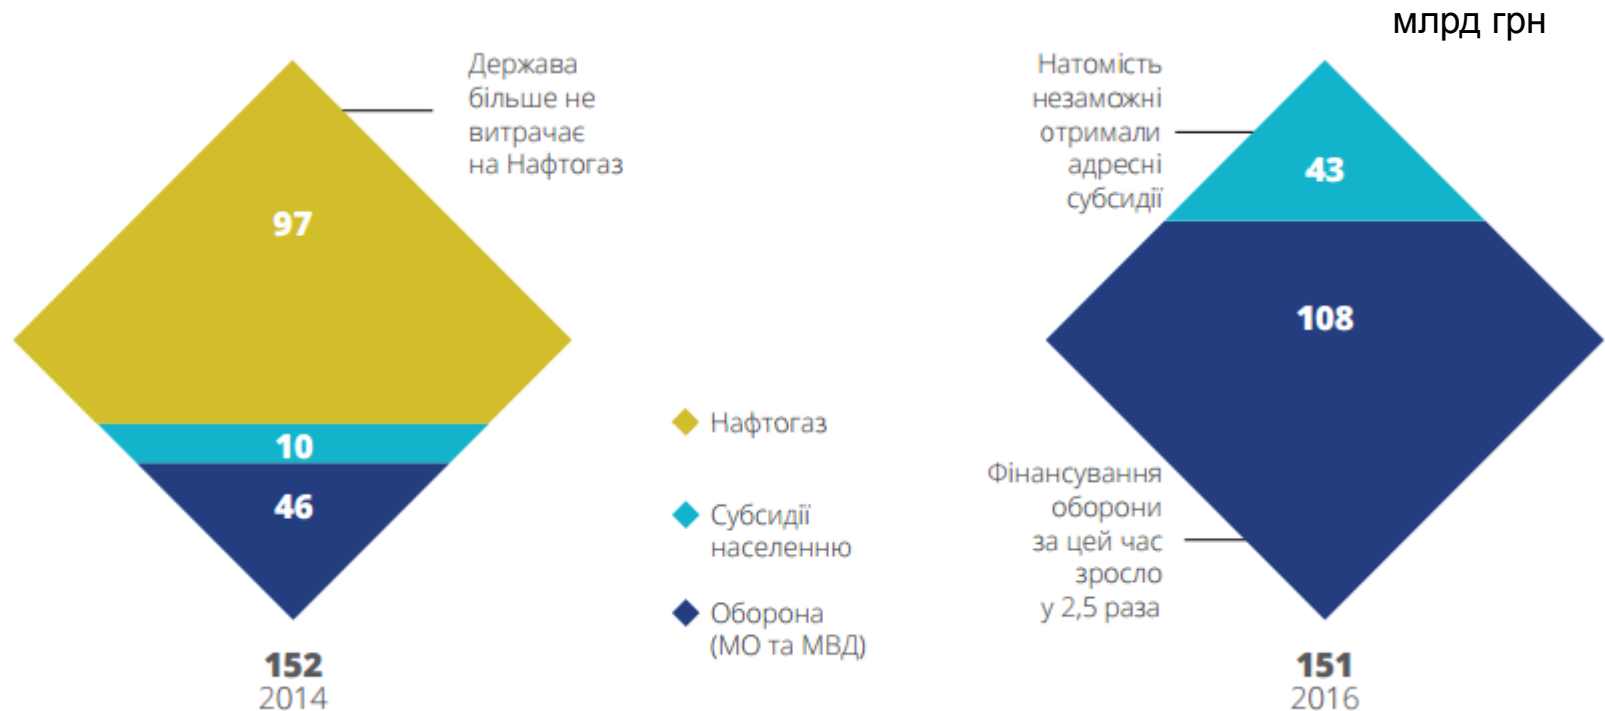 млрд грн
Держава
більше не
витрачає
на Нафтогаз
97
10
46
152
2014
Нафтогаз
Субсидії
населенню
Оборона
(МО та МВД)
Натомість
незаможні
отримали
адресні
субсидії
43
108
Фінансування
оборони
за цей час
зросло
у 2,5 раза
151
2016